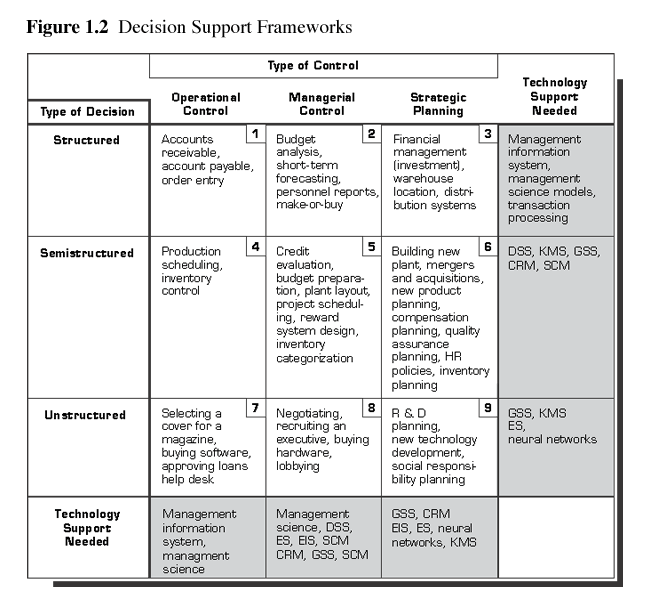 Figure 1.2 Decision Support Frameworks
Type of Control
Type of Decision
Operational
Control
Managerial
Control
Strategic
Planning
Technology
Support
Needed
Structured
Accounts
receivable,
account payable,
order entry
1
Budget
analysis,
short-term
forecasting,
personnel reports,
make-or-buy
2
Financial
management
(investment),
warehouse
location, distri-
bution systems
3
Management
information
system,
management
science models,
transaction
processing
Semistructured
Production
scheduling,
inventory
control
4
Credit
evaluation,
budget prepara-
tion, plant layout,
project schedul-
ing, reward
system design,
inventory
categorization
5
Building new
plant, mergers
and acquisitions,
new product
planning,
compensation
planning, quality
assurance
planning, HR
policies, inventory
planning
6
DSS, KMS, GSS,
CRM, SCM
Unstructured
Selecting a
cover for a
magazine,
buying software,
approving loans
help desk
7
Negotiating,
recruiting an
executive, buying
hardware,
lobbying
8
R & D
planning,
new technology
development,
social responsi-
bility planning
9
GSS, KMS
ES,
neural networks
Technology
Support
Needed
Management
information
system,
managment
science
Management
science, DSS,
ES, EIS, SCM
CRM, GSS, SCM
GSS, CRM
EIS, ES, neural
networks, KMS